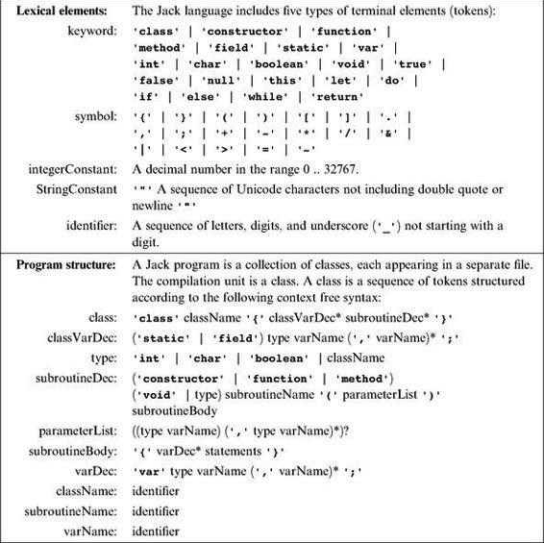 Lexical elements: The Jack language includes five types of terminal elements (tokens):
keyword: 'class' | 'constructor' | 'function' |
'method' | 'field' | 'static' | 'var' |
'int' | 'char' | 'boolean' | 'void' | 'true' |
'false' | 'null' | 'this' | 'let' | 'do' |
'if' | 'else' | 'while' | 'return'
symbol: '{' | '}' | '(' | ')' | '[' | ']' | '.' |
',' | ';' | '+' | '-' | '*' | '/' | '&' |
'|' | '<' | '>' | '=' | '~'
integerConstant: A decimal number in the range 0 .. 32767.
StringConstant '"' A sequence of Unicode characters not including double quote or
newline '"'
identifier: A sequence of letters, digits, and underscore ('_') not starting with a
digit.
Program structure: A Jack program is a collection of classes, each appearing in a separate file.
The compilation unit is a class. A class is a sequence of tokens structured
according to the following context free syntax:
class: 'class' className '{' classVarDec* subroutineDec* '}'
classVarDec: ('static' | 'field') type varName (',' varName)* ';'
type: 'int' | 'char' | 'boolean' | className
subroutineDec: ('constructor' | 'function' | 'method')
('void' | type) subroutineName '(' parameterList ')'
subroutineBody
parameterList: ((type varName) (',' type varName)*)?
subroutineBody: '{' varDec* statements '}'
varDec: 'var' type varName (',' varName)* ';'
className: identifier
subroutineName: identifier
varName: identifier